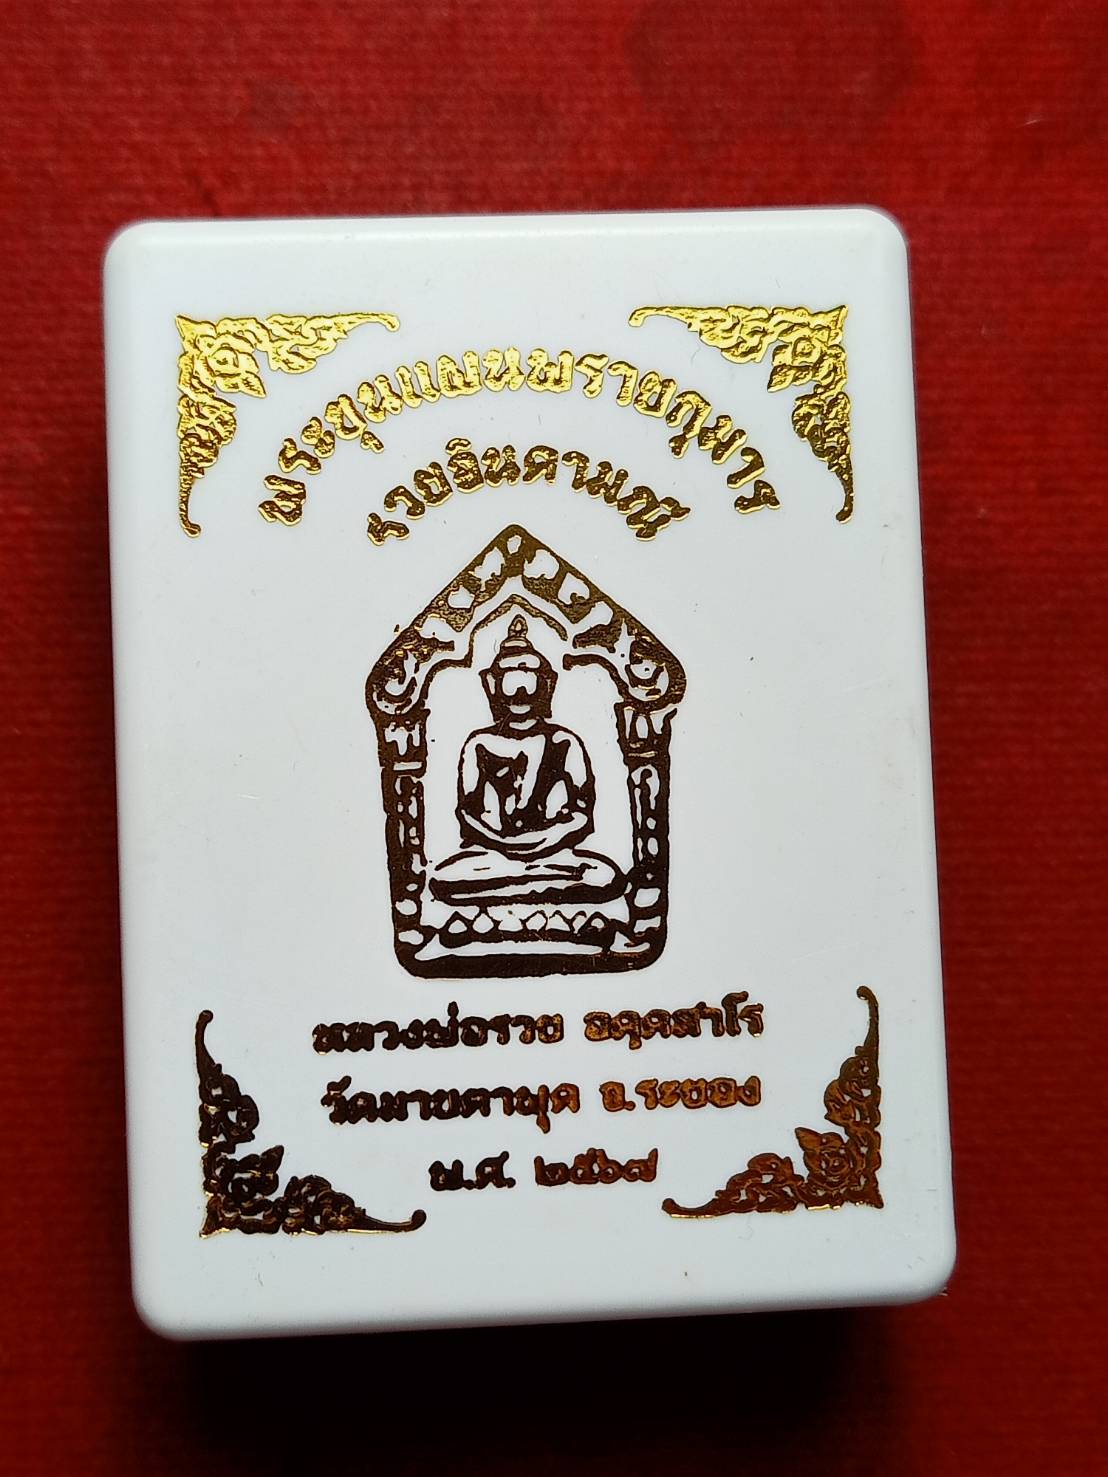 พระขุนแผนพรายกุมาร
รวยจินดามณี
หลวงพ่อรวย อคฺคสาโร
วัดมาบตาพุด จ.ระยอง
พ.ศ. ๒๕๖๗